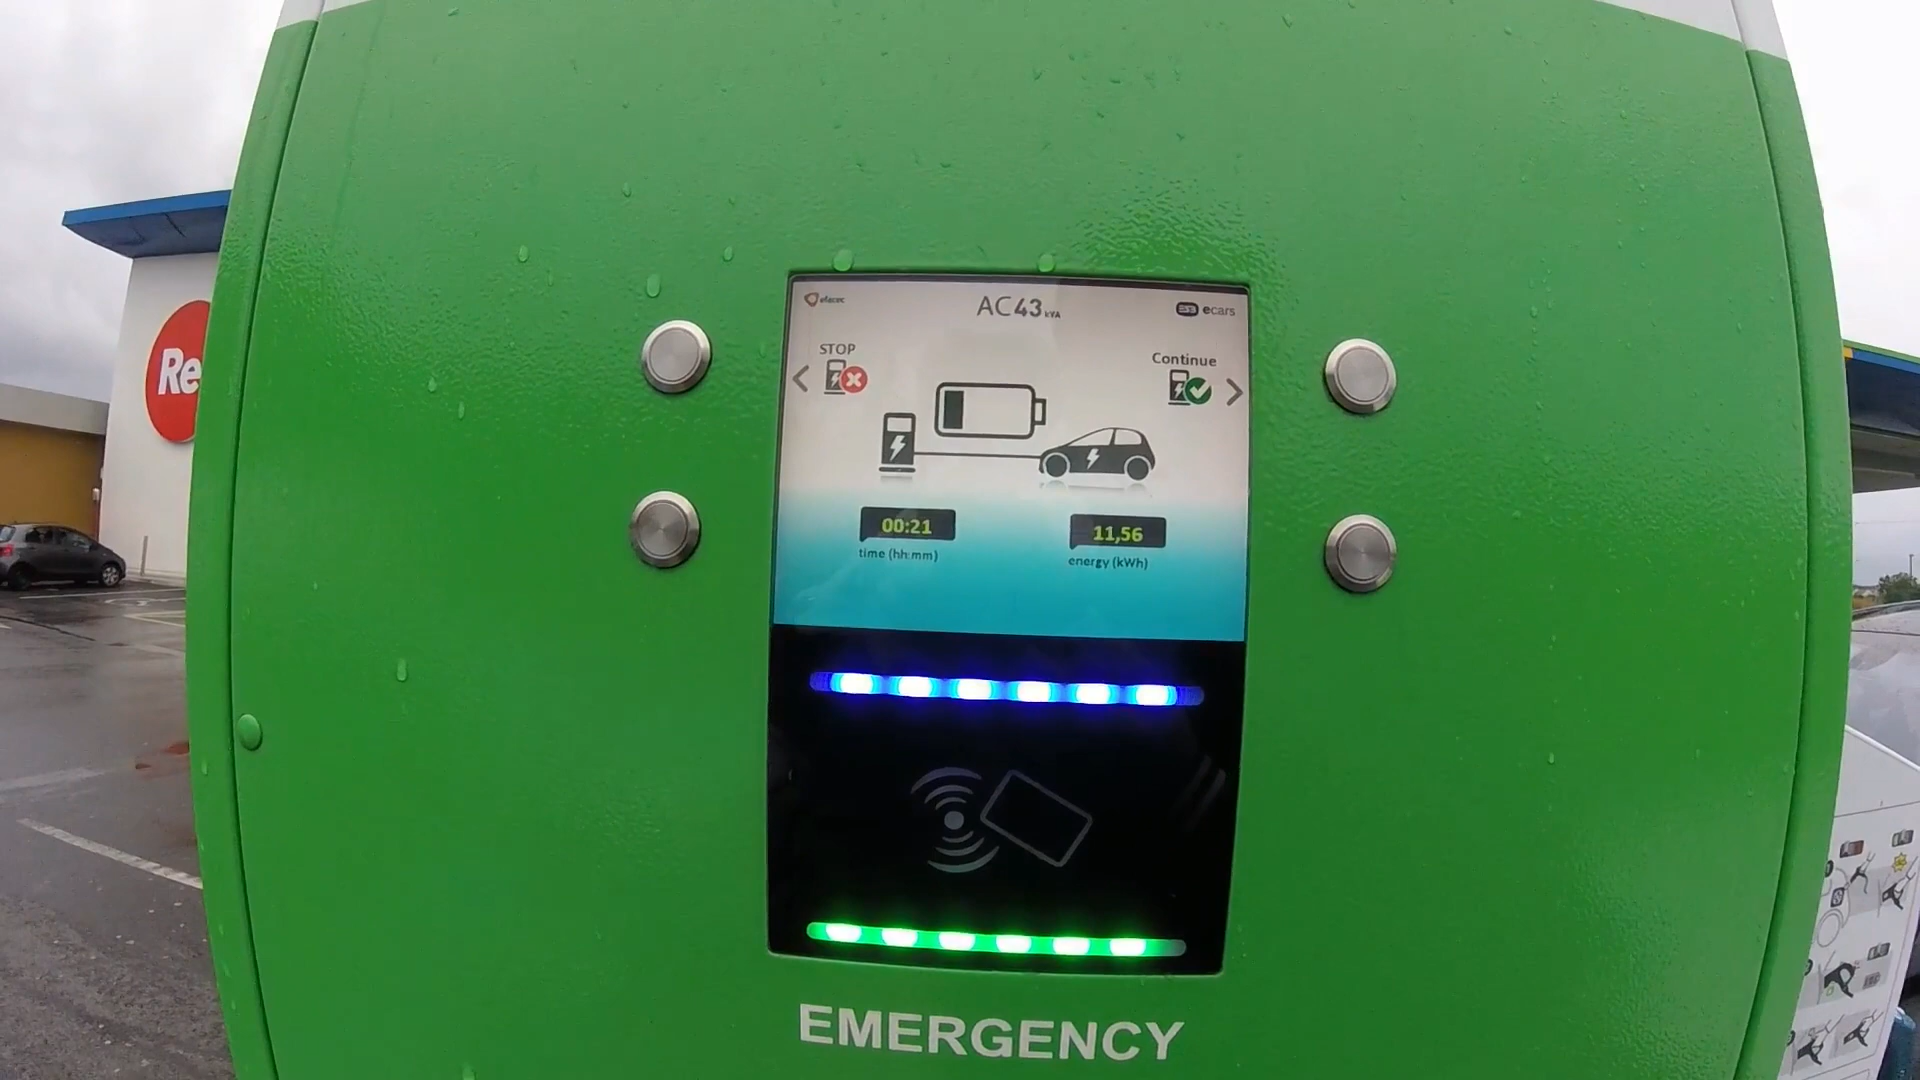 efacec
AC43 kVA
ecars
STOP
Continue
00:21
time (hh:mm)
11,56
energy (kWh)
Re
EMERGENCY